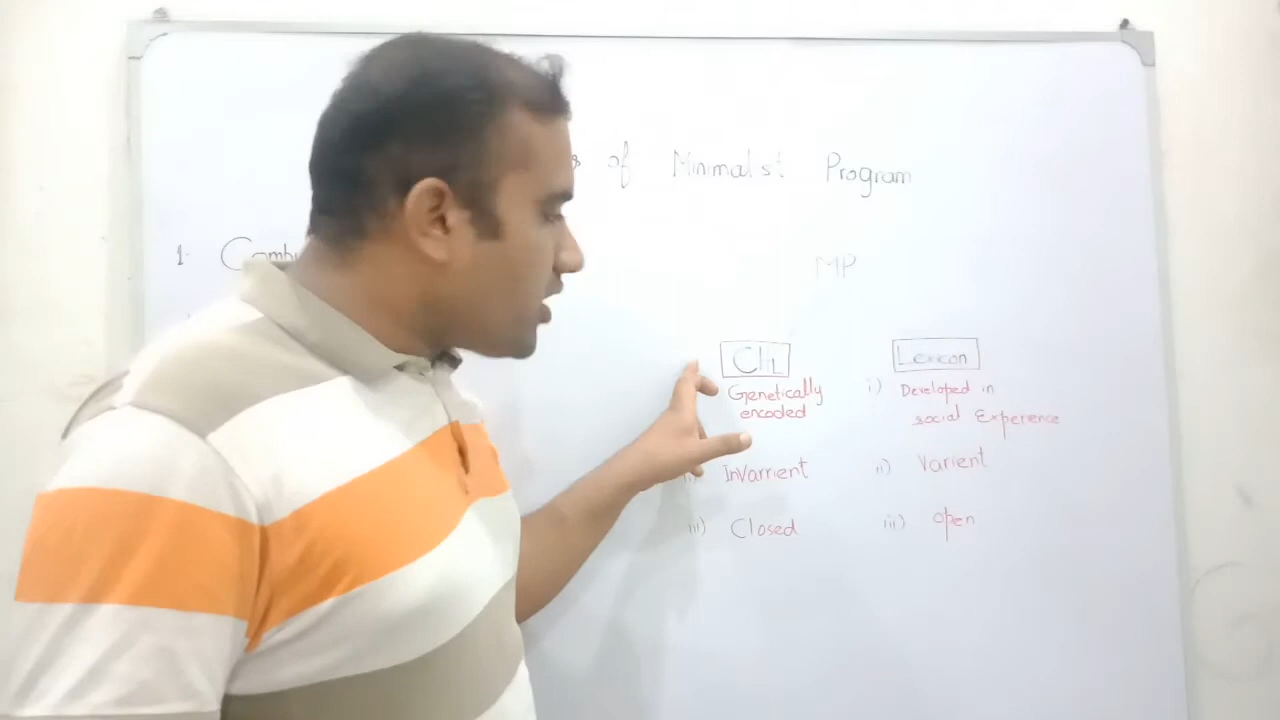 of Minimalist Program
1. Comb
MP
CHL Lexicon
Genetically encoded
i) Developed in social Experience
InVarrient
ii) Varient
iii) Closed
iii) Open